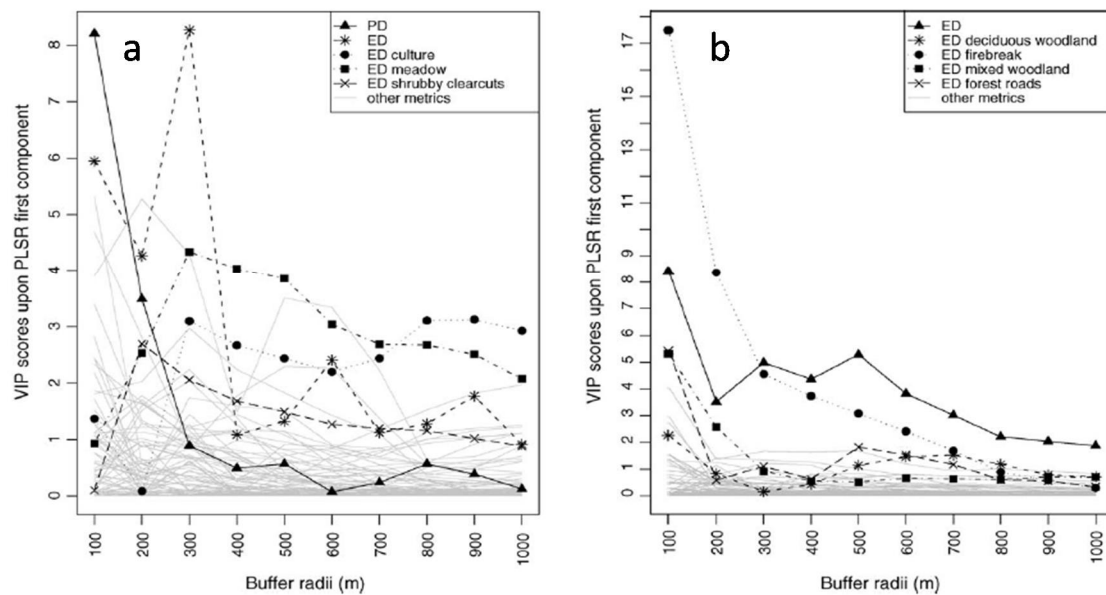 a
PD
ED
ED culture
ED meadow
ED shrubby clearcuts
other metrics
VIP scores upon PLSR first component
8
7
6
5
4
3
2
1
0
100
200
300
400
500
600
700
800
900
1000
Buffer radii (m)
b
ED
ED deciduous woodland
ED firebreak
ED mixed woodland
ED forest roads
other metrics
VIP scores upon PLSR first component
17
15
13
11
9
8
7
6
5
4
3
2
1
0
100
200
300
400
500
600
700
800
900
1000
Buffer radii (m)